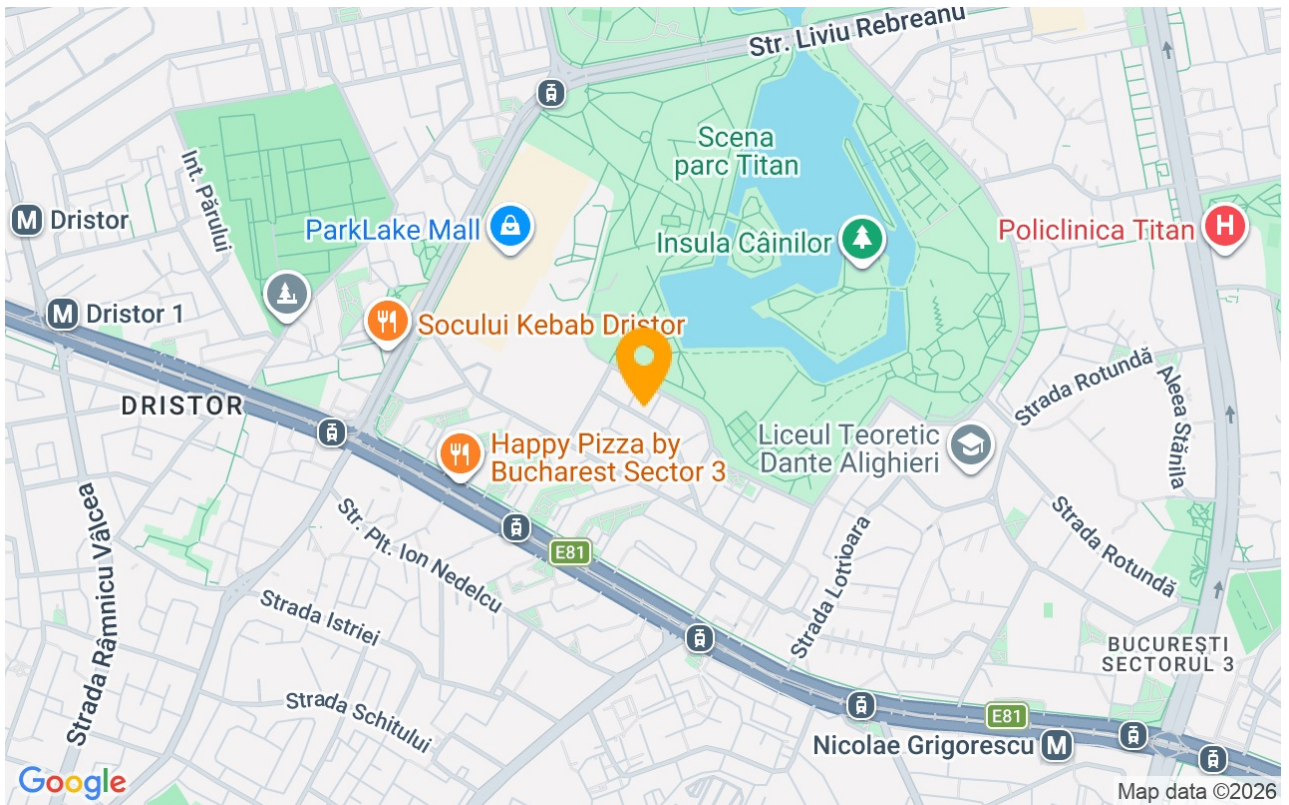 Str. Liviu Rebreanu
Scena
parc Titan
Int. Părului
M Dristor
ParkLake Mall
Insula Câinilor
Policlinica Titan
H
M Dristor 1
Soculului Kebab Dristor
Strada Rotundă
Aleea Stănila
DRISTOR
Happy Pizza by
Bucharest Sector 3
Liceul Teoretic
Dante Alighieri
Strada Râmnicu Vâlcea
Str. Plt. Ion Nedelcu
E81
Strada Lotrioara
Strada Rotundă
Strada Istriei
BUCUREȘTI
SECTORUL 3
Strada Schitului
E81
Nicolae Grigorescu M
Google
Map data ©2026